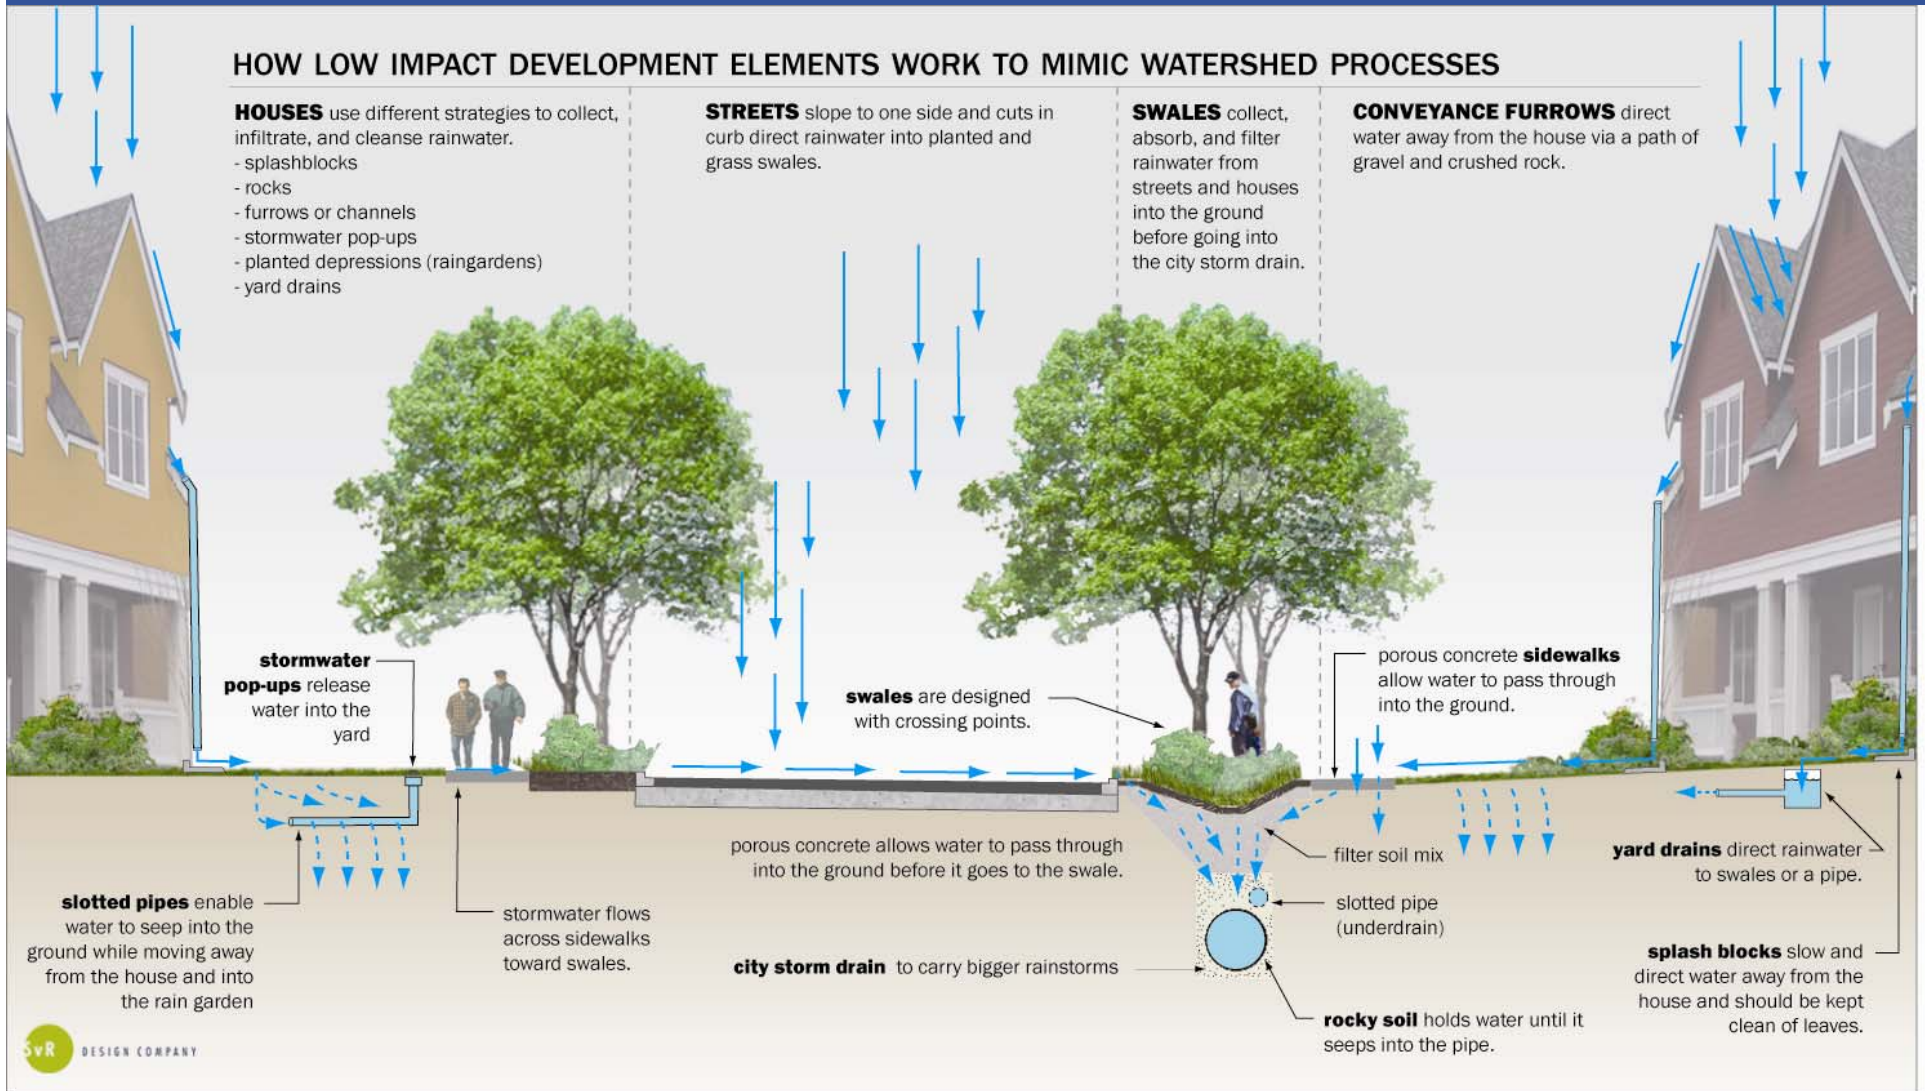 HOW LOW IMPACT DEVELOPMENT ELEMENTS WORK TO MIMIC WATERSHED PROCESSES
HOUSES use different strategies to collect,
infiltrate, and cleanse rainwater.
- splashblocks
- rocks
- furrows or channels
- stormwater pop-ups
- planted depressions (raingardens)
- yard drains
STREETS slope to one side and cuts in
curb direct rainwater into planted and
grass swales.
SWALES collect,
absorb, and filter
rainwater from
streets and houses
into the ground
before going into
the city storm drain.
CONVEYANCE FURROWS direct
water away from the house via a path of
gravel and crushed rock.
stormwater
pop-ups release
water into the
yard
swales are designed
with crossing points.
porous concrete sidewalks
allow water to pass through
into the ground.
slotted pipes enable
water to seep into the
ground while moving away
from the house and into
the rain garden
stormwater flows
across sidewalks
toward swales.
porous concrete allows water to pass through
into the ground before it goes to the swale.
city storm drain to carry bigger rainstorms
filter soil mix
slotted pipe
(underdrain)
rocky soil holds water until it
seeps into the pipe.
yard drains direct rainwater
to swales or a pipe.
splash blocks slow and
direct water away from the
house and should be kept
clean of leaves.
SvR DESIGN COMPANY